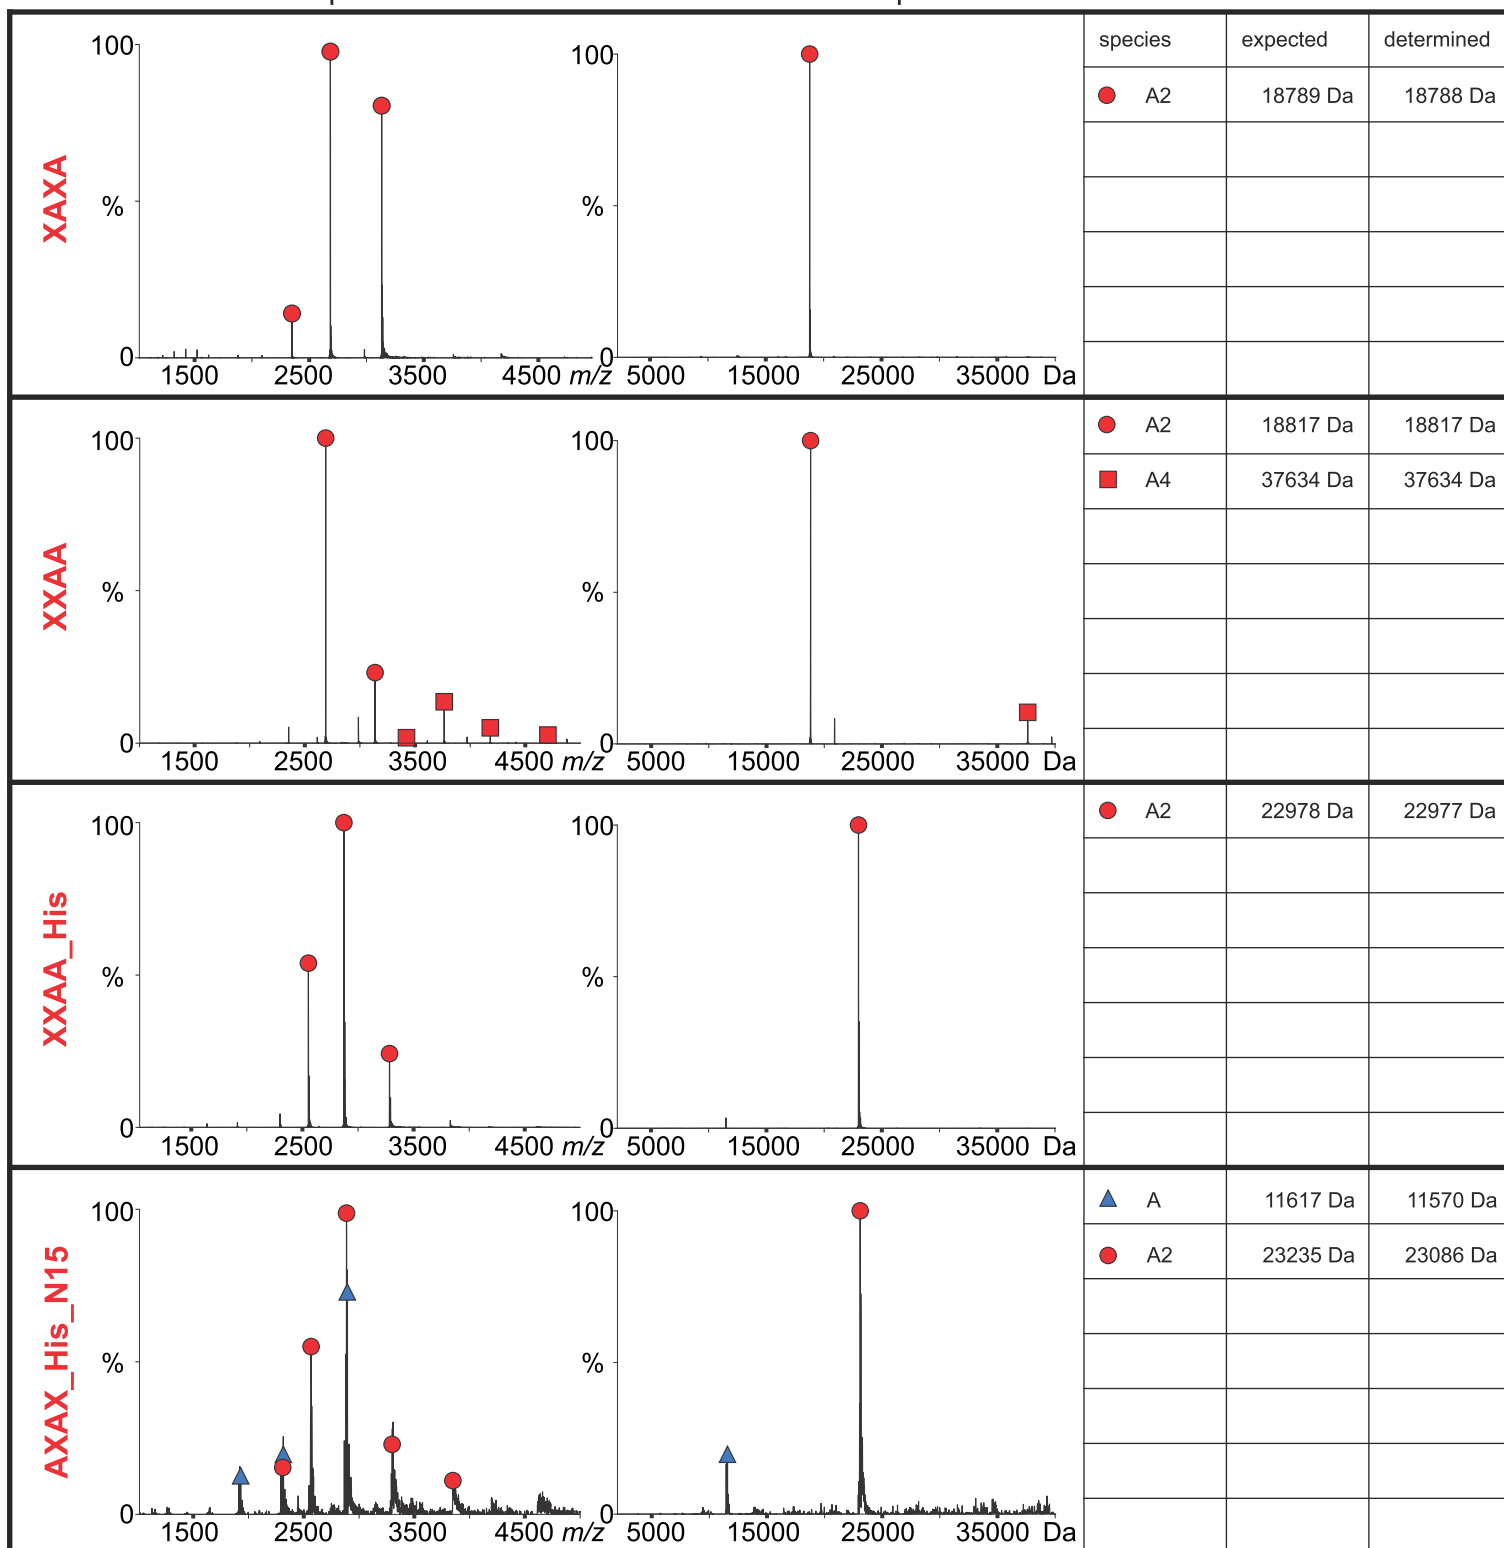 species expected determined
XAXA
100
%
0
1500 2500 3500 4500 m/z
100
%
0
5000 15000 25000 35000 Da
A2 18789 Da 18788 Da
XXAA
100
%
0
1500 2500 3500 4500 m/z
100
%
0
5000 15000 25000 35000 Da
A2 18817 Da 18817 Da
A4 37634 Da 37634 Da
XXAA_His
100
%
0
1500 2500 3500 4500 m/z
100
%
0
5000 15000 25000 35000 Da
A2 22978 Da 22977 Da
AXAX_His_N15
100
%
0
1500 2500 3500 4500 m/z
100
%
0
5000 15000 25000 35000 Da
A 11617 Da 11570 Da
A2 23235 Da 23086 Da